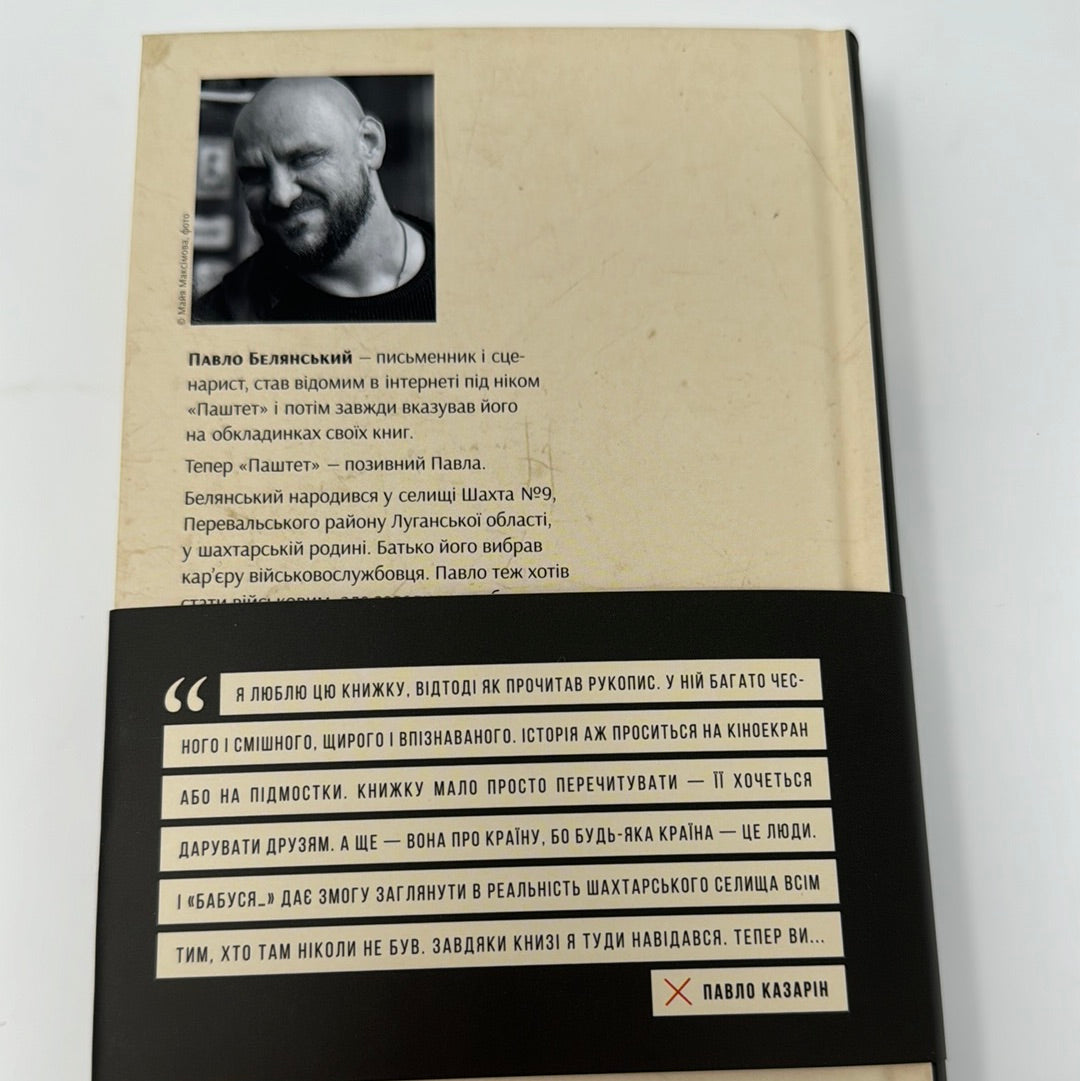 © Майя Максімова, фото
Павло Белянський — письменник і сце-
нарист, став відомим в інтернеті під ніком
«Паштет» і потім завжди вказував його
на обкладинках своїх книг.
Тепер «Паштет» — позивний Павла.
Белянський народився у селищі Шахта №9,
Перевальського району Луганської області,
у шахтарській родині. Батько його вибрав
кар’єру військовослужбовця. Павло теж хотів
стати військовим, але
“ Я ЛЮБЛЮ ЦЮ КНИЖКУ, ВІДТОДІ ЯК ПРОЧИТАВ РУКОПИС. У НІЙ БАГАТО ЧЕС-
НОГО І СМІШНОГО, ЩИРОГО І ВПІЗНАВАНОГО. ІСТОРІЯ АЖ ПРОСИТЬСЯ НА КІНОЕКРАН
АБО НА ПІДМОСТКИ. КНИЖКУ МАЛО ПРОСТО ПЕРЕЧИТУВАТИ — ЇЇ ХОЧЕТЬСЯ
ДАРУВАТИ ДРУЗЯМ. А ЩЕ — ВОНА ПРО КРАЇНУ, БО БУДЬ-ЯКА КРАЇНА — ЦЕ ЛЮДИ.
І «БАБУСЯ…» ДАЄ ЗМОГУ ЗАГЛЯНУТИ В РЕАЛЬНІСТЬ ШАХТАРСЬКОГО СЕЛИЩА ВСІМ
ТИМ, ХТО ТАМ НІКОЛИ НЕ БУВ. ЗАВДЯКИ КНИЗІ Я ТУДИ НАВІДАВСЯ. ТЕПЕР ВИ...
ПАВЛО КАЗАРІН